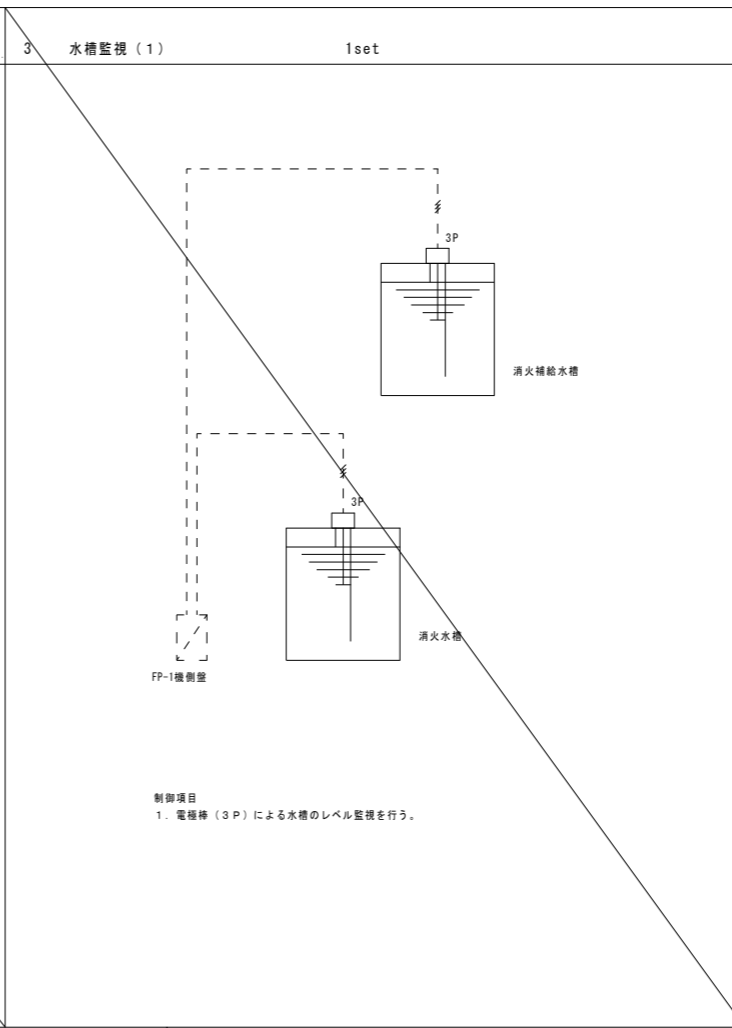 3 水槽監視（１） 1set
3P
消火補給水槽
3P
消火水槽
FP-1機側盤
制御項目
１．電極棒（３Ｐ）による水槽のレベル監視を行う。